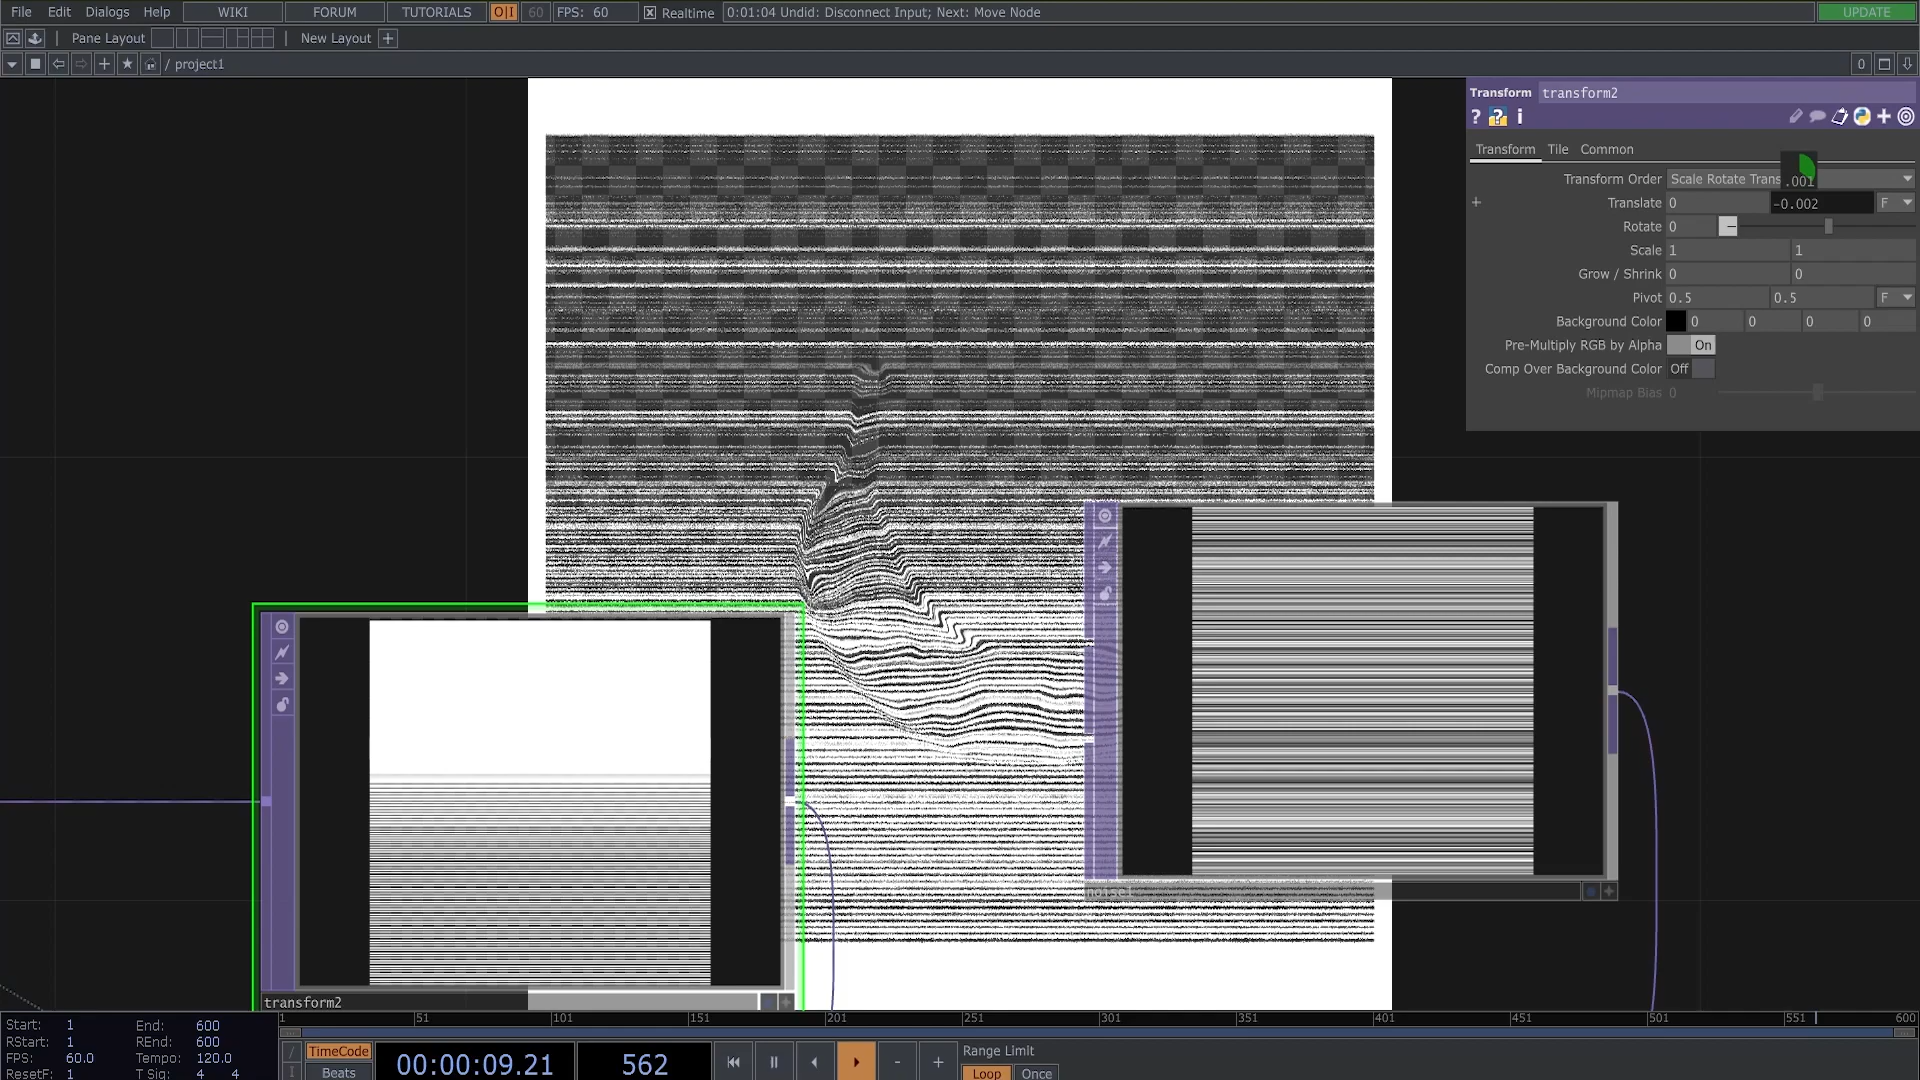 File Edit Dialogs Help WIKI FORUM TUTORIALS O|I 60 FPS: 60 Realtime 0:01:04 Undid: Disconnect Input; Next: Move Node UPDATE
Pane Layout New Layout +
/ project1 0
Transform transform2
? ? i
Transform Tile Common
Transform Order Scale Rotate Trans .001
+ Translate 0 -0.002 F
Rotate 0
Scale 1 1
Grow / Shrink 0 0
Pivot 0.5 0.5 F
Background Color 0 0 0 0
Pre-Multiply RGB by Alpha On
Comp Over Background Color Off
Mipmap Bias 0
noise1
transform2
1 51 101 151 201 251 301 351 401 451 501 551 600
Start: 1 End: 600
RStart: 1 REnd: 600
FPS: 60.0 Tempo: 120.0
ResetF: 1 T Sig: 4 4
TimeCode
Beats
00:00:09.21 562
- +
Range Limit
Loop Once